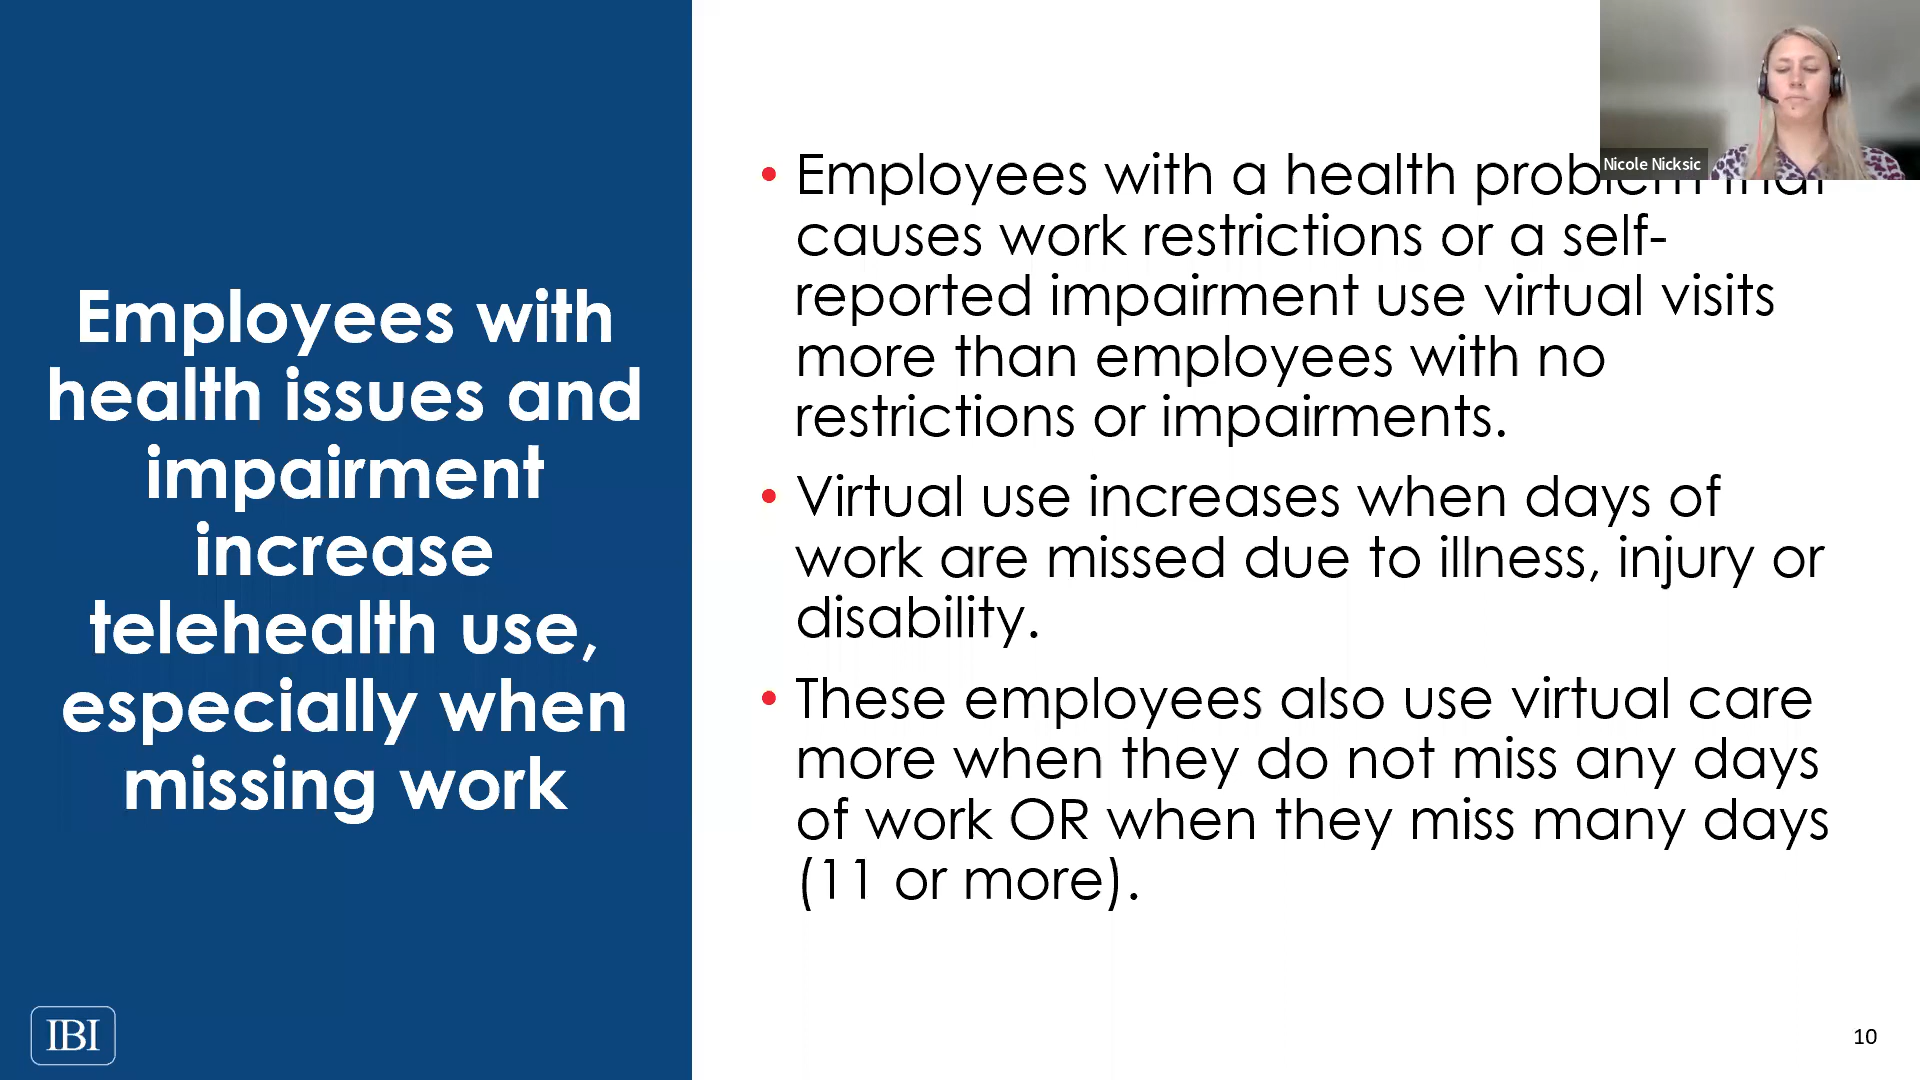 Employees with
health issues and
impairment
increase
telehealth use,
especially when
missing work
IBI
Nicole Nicksic
• Employees with a health problem that
causes work restrictions or a self-
reported impairment use virtual visits
more than employees with no
restrictions or impairments.
• Virtual use increases when days of
work are missed due to illness, injury or
disability.
• These employees also use virtual care
more when they do not miss any days
of work OR when they miss many days
(11 or more).
10